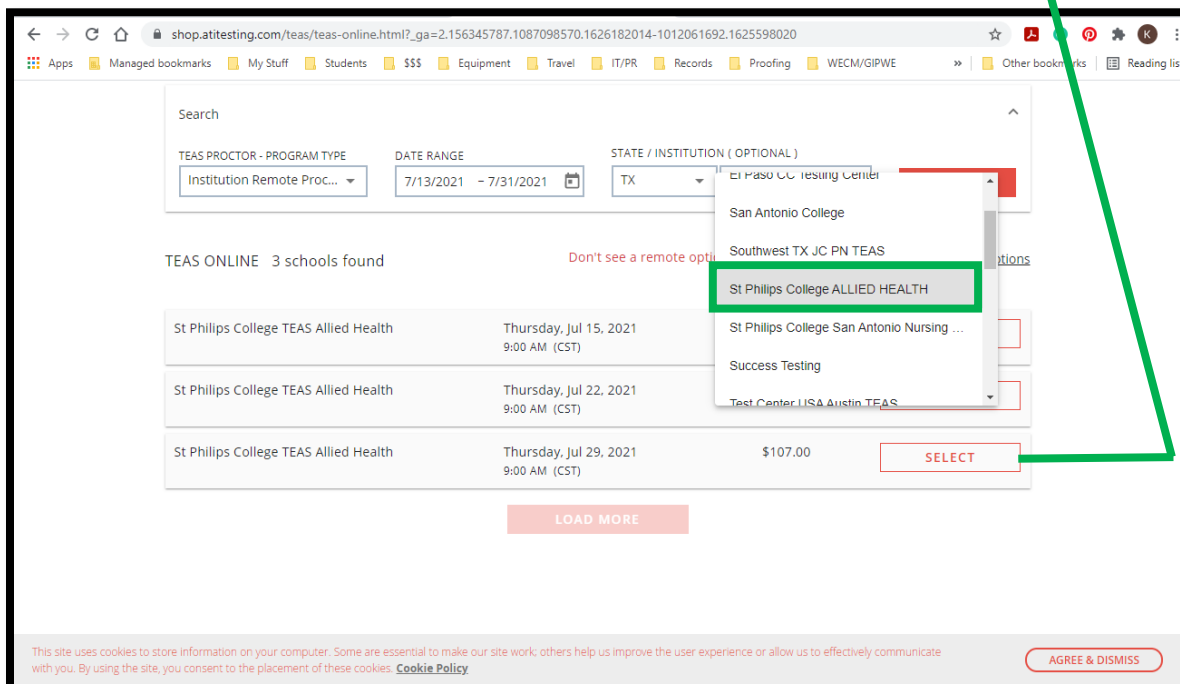 shop.atitesting.com/teas/teas-online.html?_ga=2.156345787.1087098570.1626182014-1012061692.1625598020
K
Apps Managed bookmarks My Stuff Students $$$ Equipment Travel IT/PR Records Proofing WECM/GIPWE » Other bookmarks Reading lis
Search
TEAS PROCTOR - PROGRAM TYPE DATE RANGE STATE / INSTITUTION ( OPTIONAL )
Institution Remote Proc... 7/13/2021 – 7/31/2021 TX
El Paso CC Testing Center
San Antonio College
Southwest TX JC PN TEAS
St Philips College ALLIED HEALTH
St Philips College San Antonio Nursing ...
Success Testing
Test Center USA Austin TEAS
TEAS ONLINE 3 schools found Don't see a remote opti ptions
St Philips College TEAS Allied Health Thursday, Jul 15, 2021
9:00 AM (CST)
St Philips College TEAS Allied Health Thursday, Jul 22, 2021
9:00 AM (CST)
St Philips College TEAS Allied Health Thursday, Jul 29, 2021 $107.00 SELECT
9:00 AM (CST)
LOAD MORE
This site uses cookies to store information on your computer. Some are essential to make our site work; others help us improve the user experience or allow us to effectively communicate
with you. By using the site, you consent to the placement of these cookies. Cookie Policy
AGREE & DISMISS